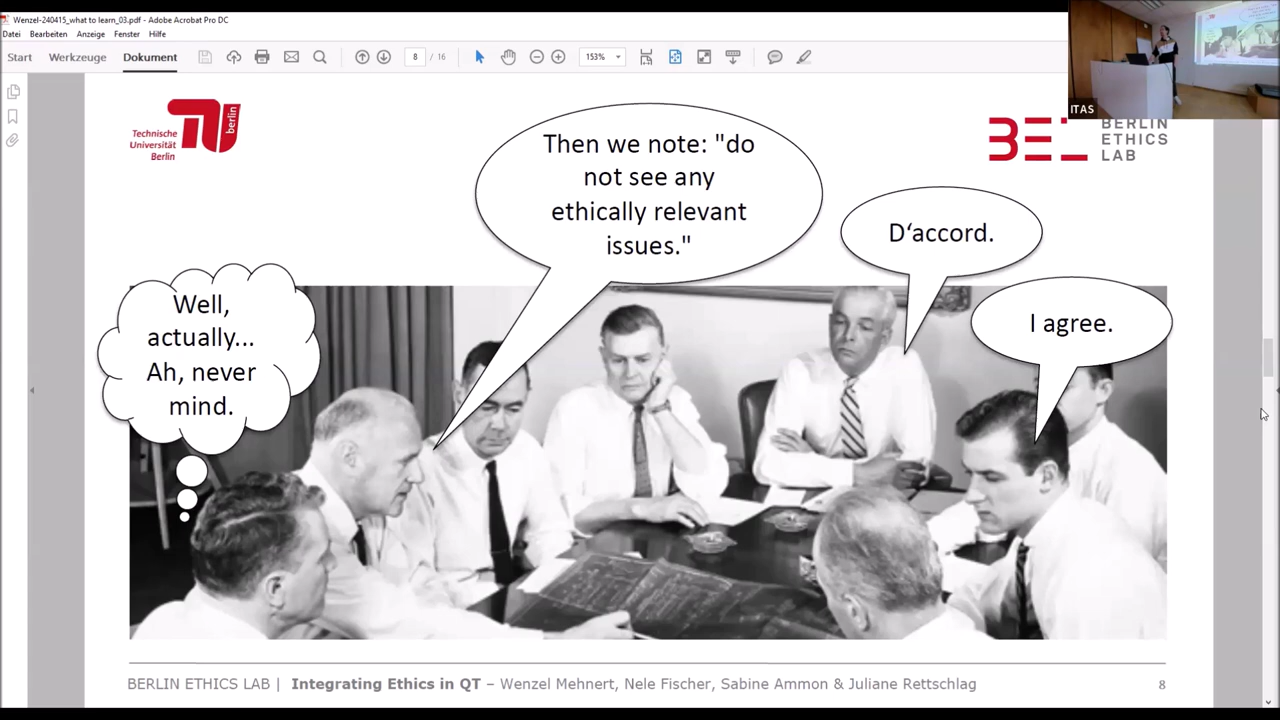 Wenzel-240415_what to learn_03.pdf - Adobe Acrobat Pro DC
Datei Bearbeiten Anzeige Fenster Hilfe
Start Werkzeuge Dokument 8 / 16 153%
ITAS
Technische
Universität
Berlin
berlin
BEL
BERLIN
ETHICS
LAB
Then we note: "do
not see any
ethically relevant
issues."
D‘accord.
I agree.
Well,
actually...
Ah, never
mind.
BERLIN ETHICS LAB | Integrating Ethics in QT – Wenzel Mehnert, Nele Fischer, Sabine Ammon & Juliane Rettschlag 8